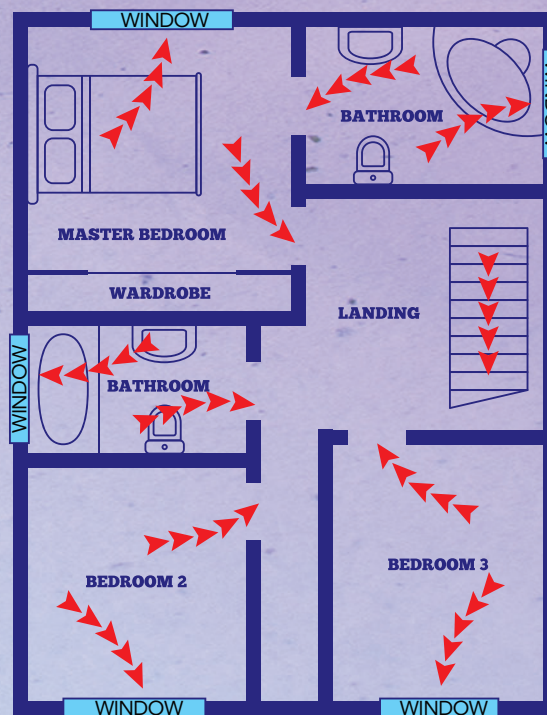 WINDOW
BATHROOM
MASTER BEDROOM
WARDROBE
LANDING
WINDOW
BATHROOM
BEDROOM 3
BEDROOM 2
WINDOW
WINDOW